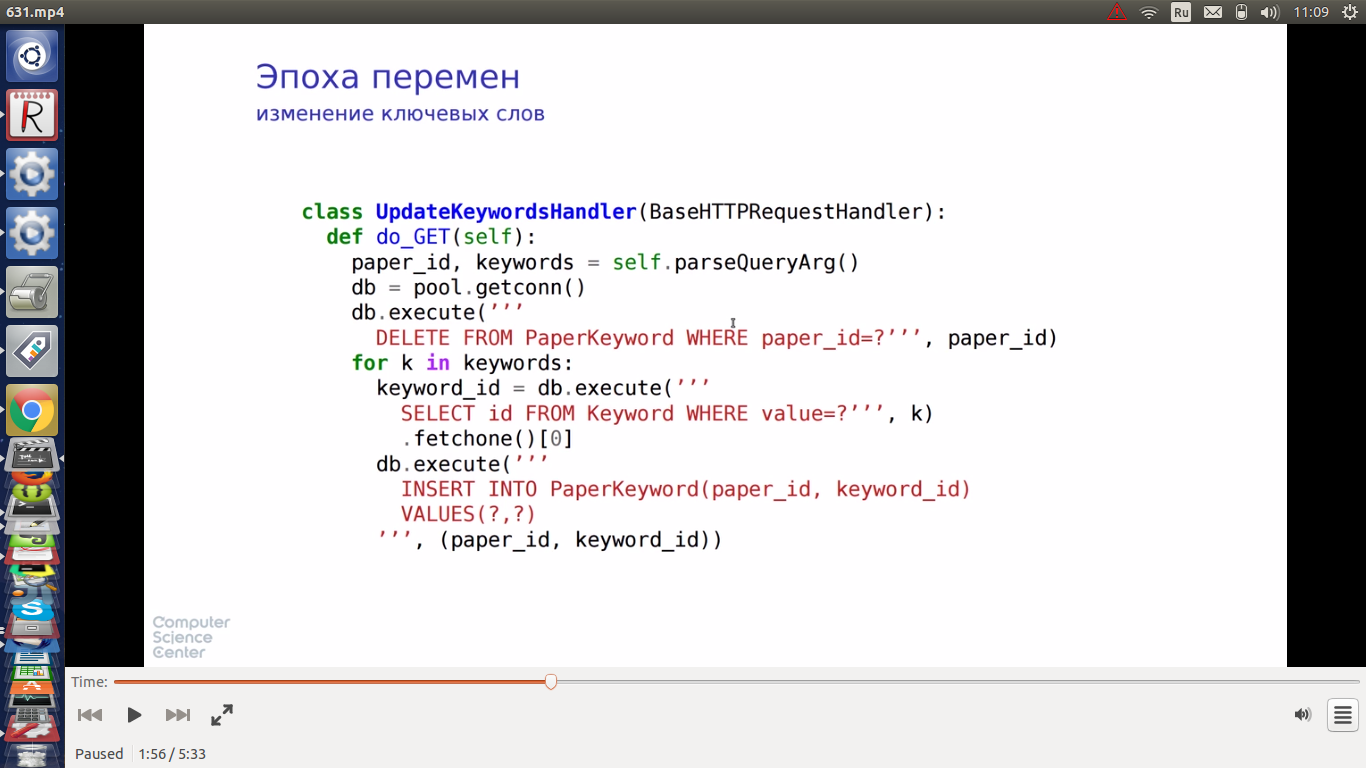 631.mp4
Ru
11:09
Эпоха перемен
изменение ключевых слов
class UpdateKeywordsHandler(BaseHTTPRequestHandler):
def do_GET(self):
paper_id, keywords = self.parseQueryArg()
db = pool.getconn()
db.execute('''
DELETE FROM PaperKeyword WHERE paper_id=?''', paper_id)
for k in keywords:
keyword_id = db.execute('''
SELECT id FROM Keyword WHERE value=?''', k)
.fetchone()[0]
db.execute('''
INSERT INTO PaperKeyword(paper_id, keyword_id)
VALUES(?,?)
''', (paper_id, keyword_id))
Computer
Science
Center
Time:
Paused 1:56 / 5:33